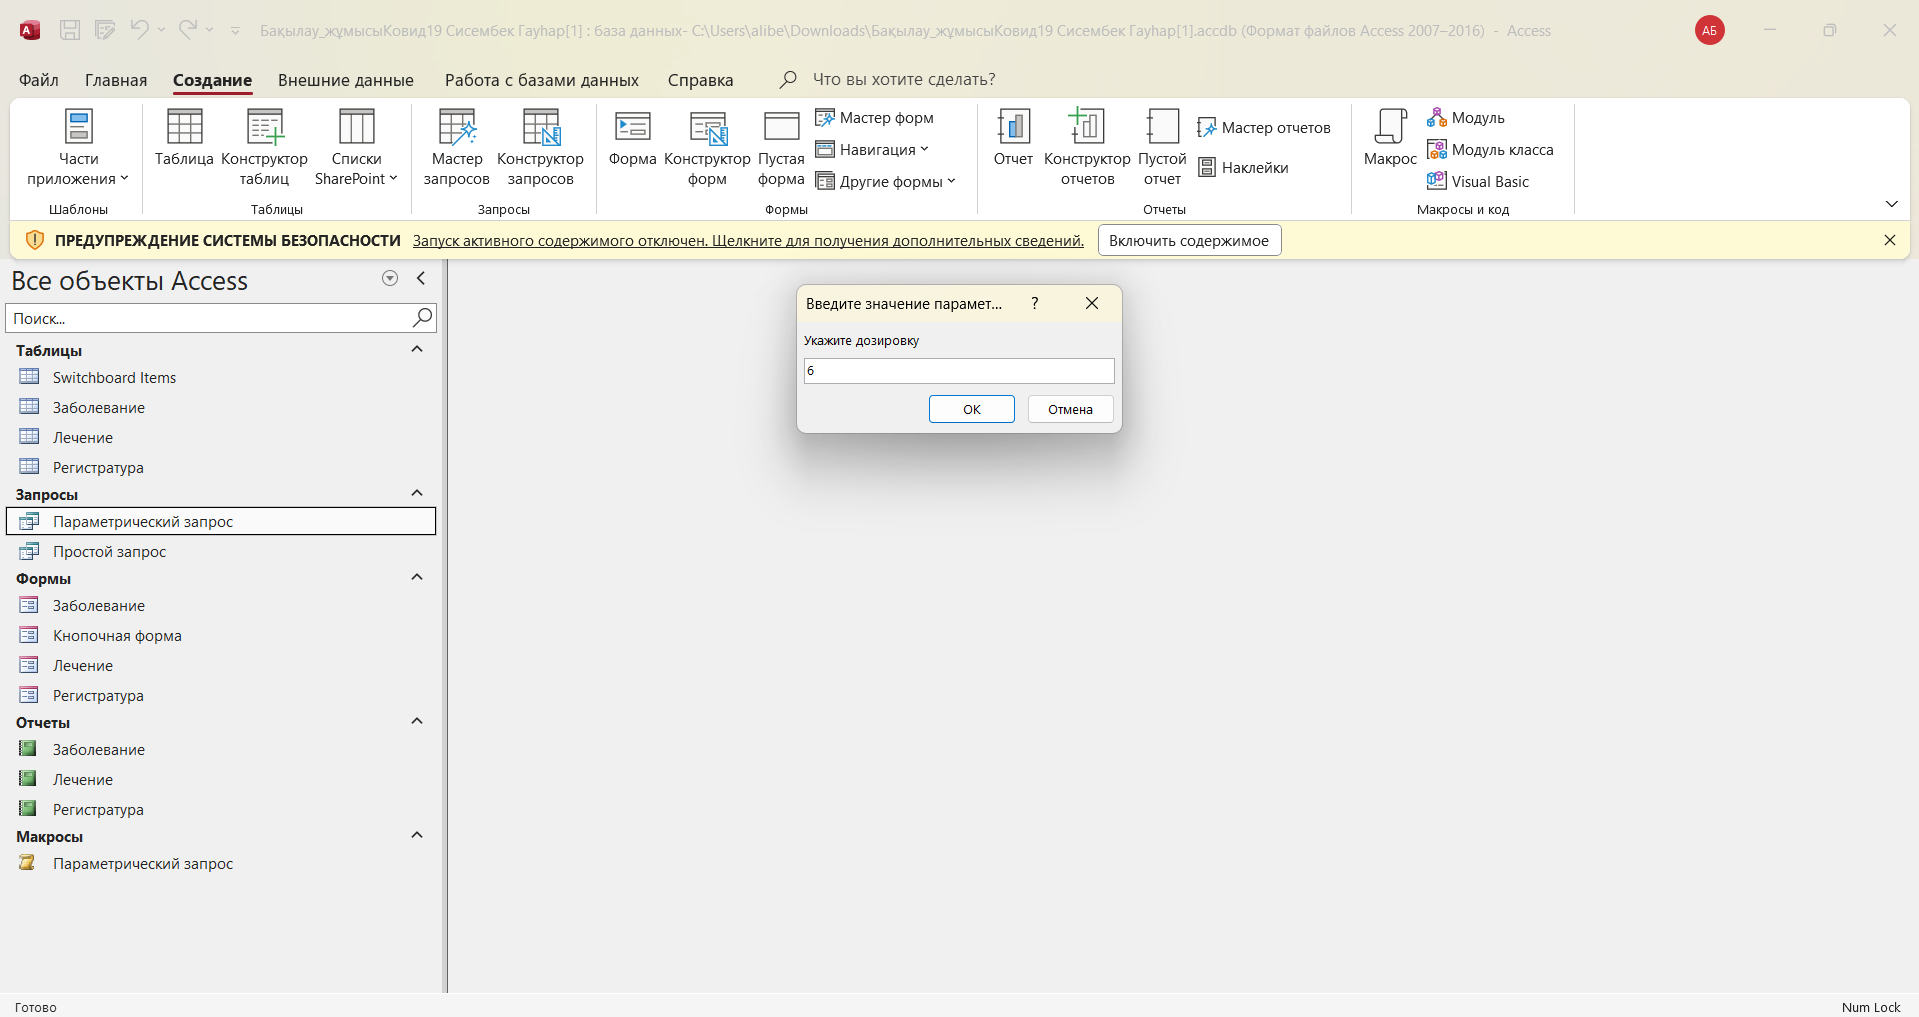 Бақылау_жұмысыКовид19 Сисембек Гауһар[1] : база данных- C:\Users\alibe\Downloads\Бақылау_жұмысыКовид19 Сисембек Гауһар[1].accdb (Формат файлов Access 2007–2016) - Access
АБ
Файл Главная Создание Внешние данные Работа с базами данных Справка Что вы хотите сделать?
Части приложения
Шаблоны
Таблица
Конструктор таблиц
Списки SharePoint
Таблицы
Мастер запросов
Конструктор запросов
Запросы
Форма
Конструктор форм
Пустая форма
Мастер форм
Навигация
Другие формы
Формы
Отчет
Конструктор отчетов
Пустой отчет
Мастер отчетов
Наклейки
Отчеты
Макрос
Модуль
Модуль класса
Visual Basic
Макросы и код
ПРЕДУПРЕЖДЕНИЕ СИСТЕМЫ БЕЗОПАСНОСТИ Запуск активного содержимого отключен. Щелкните для получения дополнительных сведений. Включить содержимое
Все объекты Access
Поиск...
Таблицы
Switchboard Items
Заболевание
Лечение
Регистратура
Запросы
Параметрический запрос
Простой запрос
Формы
Заболевание
Кнопочная форма
Лечение
Регистратура
Отчеты
Заболевание
Лечение
Регистратура
Макросы
Параметрический запрос
Введите значение парамет... ?
Укажите дозировку
6
ОК Отмена
Готово Num Lock